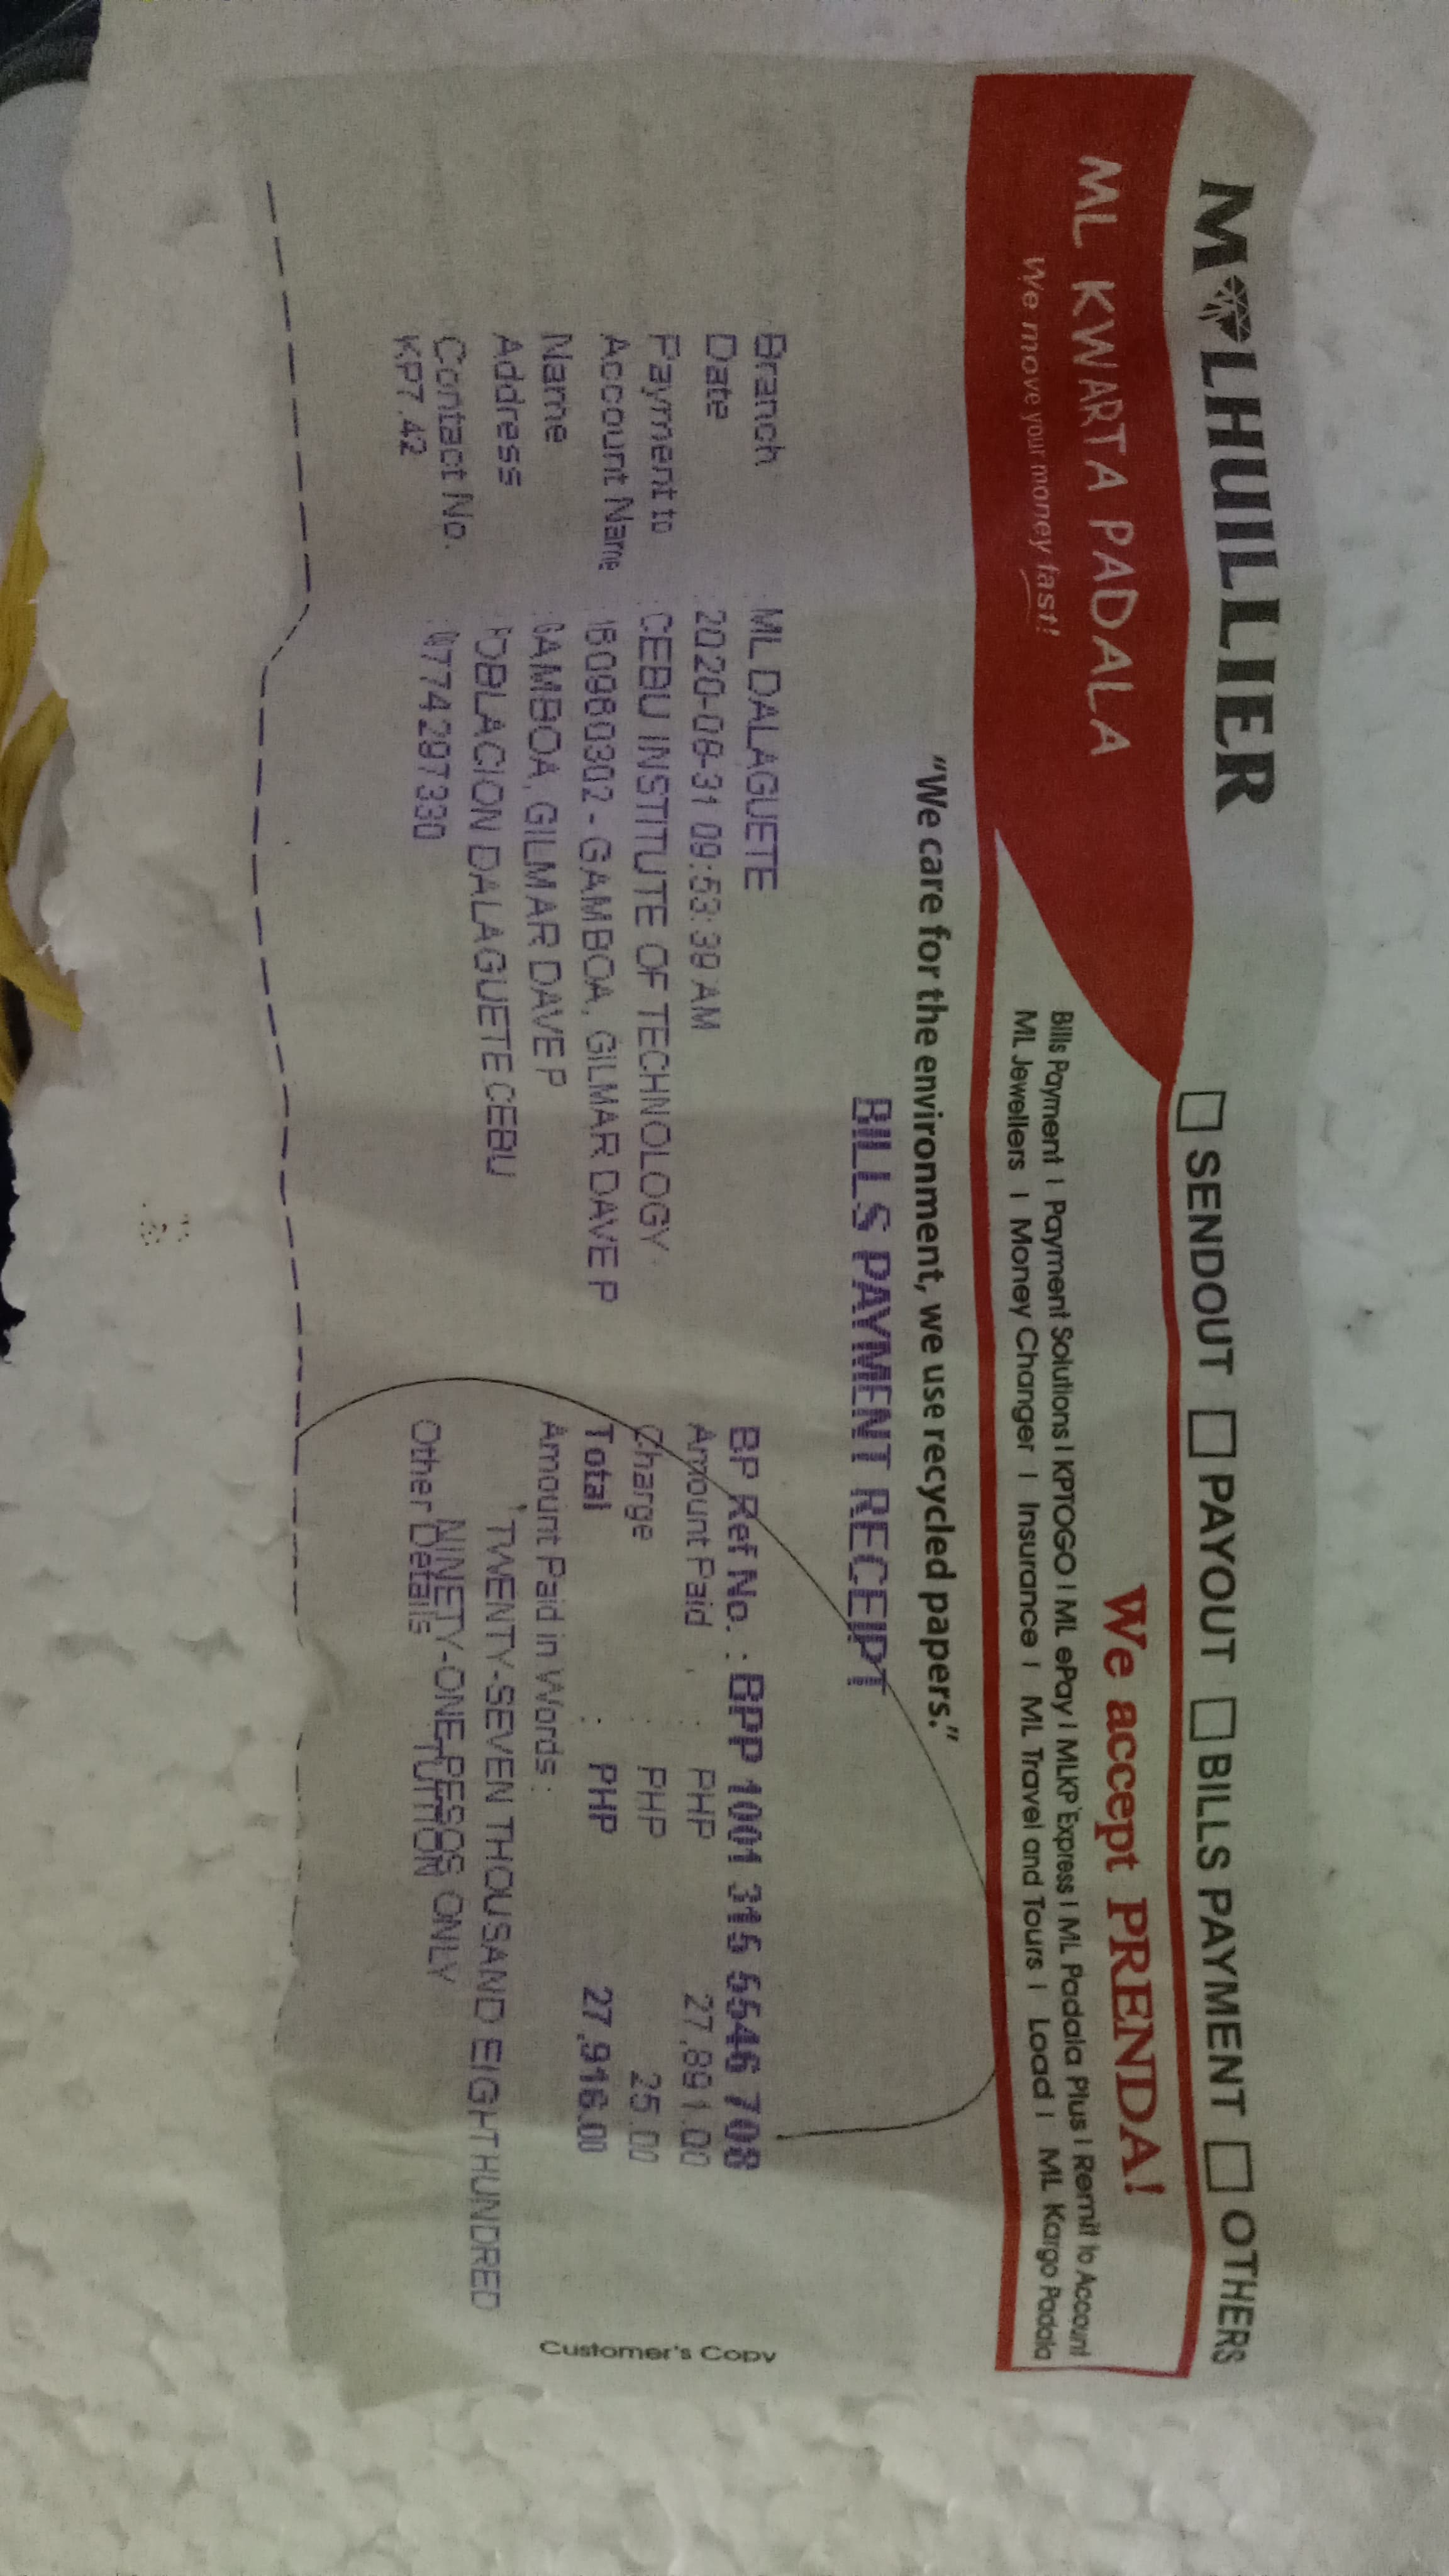 M LHUILLIER
☐ SENDOUT ☐ PAYOUT ☐ BILLS PAYMENT ☐ OTHERS
ML KWARTA PADALA
We move your money fast!
We accept PRENDA!
Bills Payment | Payment Solutions | KPTOGO | ML ePay | MLKP Express | ML Padala Plus | Remit to Account
ML Jewellers | Money Changer | Insurance | ML Travel and Tours | Load | ML Kargo Padala
"We care for the environment, we use recycled papers."
BILLS PAYMENT RECEIPT
Branch : ML DALAGUETE
Date : 2020-08-31 09:53:39 AM
Payment to : CEBU INSTITUTE OF TECHNOLOGY
Account Name : GAMBOA, GILMAR DAVE P
Name : GAMBOA, GILMAR DAVE P
Address : POBLACION DALAGUETE CEBU
Contact No.
KP7.42
BP Ref No. : BPP 1001 315 5546 708
Amount Paid : PHP 27,891.00
Charge : PHP 25.00
Total : PHP 27,916.00
Amount Paid in Words :
TWENTY-SEVEN THOUSAND EIGHT HUNDRED
NINETY-ONE PESOS ONLY
Other Details TUITION
Customer's Copy